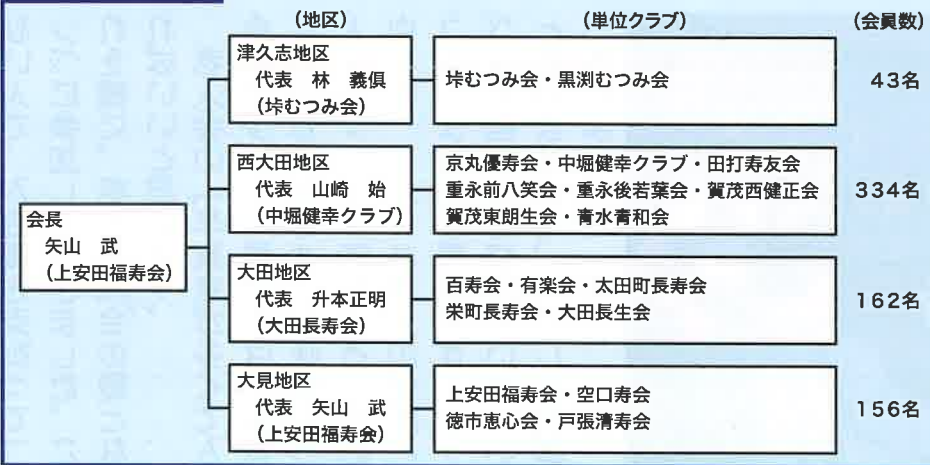 (地区) (単位クラブ) (会員数)
会長
矢山 武
(上安田福寿会)
津久志地区
代表 林 義倶
(垰むつみ会)
垰むつみ会・黒渕むつみ会
43名
西大田地区
代表 山崎 始
(中堀健幸クラブ)
京丸優寿会・中堀健幸クラブ・田打寿友会
重永前八笑会・重永後若葉会・賀茂西健正会
賀茂東朗生会・青水青和会
334名
大田地区
代表 升本正明
(大田長寿会)
百寿会・有楽会・太田町長寿会
栄町長寿会・大田長生会
162名
大見地区
代表 矢山 武
(上安田福寿会)
上安田福寿会・空口寿会
徳市恵心会・戸張清寿会
156名